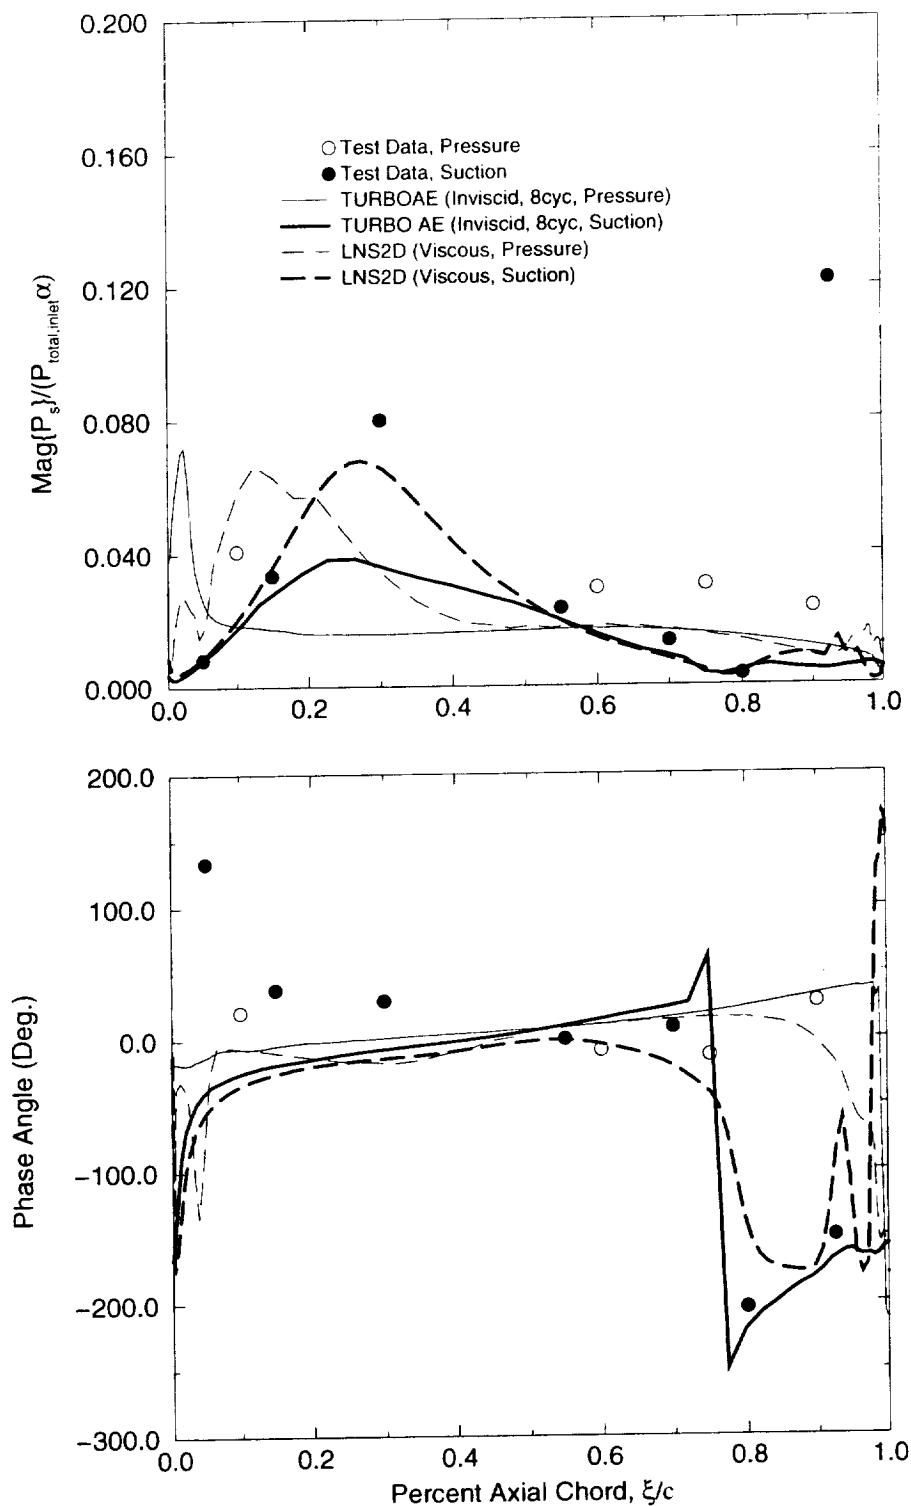 0.200
0.160
0.120
0.080
0.040
0.000
Mag{P_s}/(P_total,inlet α)
○ Test Data, Pressure
● Test Data, Suction
TURBOAE (Inviscid, 8cyc, Pressure)
TURBO AE (Inviscid, 8cyc, Suction)
LNS2D (Viscous, Pressure)
LNS2D (Viscous, Suction)
0.0 0.2 0.4 0.6 0.8 1.0
200.0
100.0
0.0
−100.0
−200.0
−300.0
Phase Angle (Deg.)
0.0 0.2 0.4 0.6 0.8 1.0
Percent Axial Chord, ξ/c